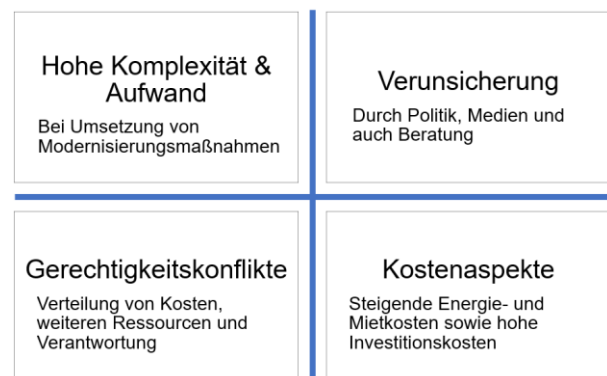 Hohe Komplexität &
Aufwand
Bei Umsetzung von
Modernisierungsmaßnahmen
Verunsicherung
Durch Politik, Medien und
auch Beratung
Gerechtigkeitskonflikte
Verteilung von Kosten,
weiteren Ressourcen und
Verantwortung
Kostenaspekte
Steigende Energie- und
Mietkosten sowie hohe
Investitionskosten